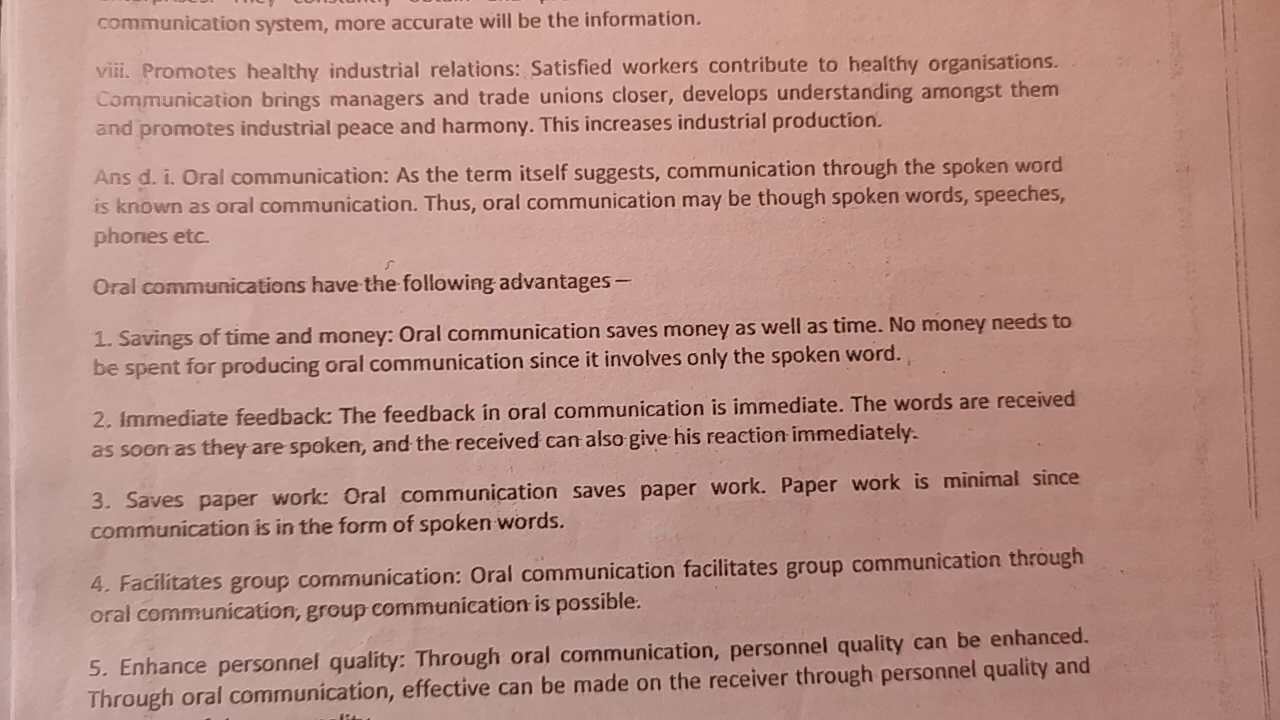 communication system, more accurate will be the information.
viii. Promotes healthy industrial relations: Satisfied workers contribute to healthy organisations.
Communication brings managers and trade unions closer, develops understanding amongst them
and promotes industrial peace and harmony. This increases industrial production.
Ans d. i. Oral communication: As the term itself suggests, communication through the spoken word
is known as oral communication. Thus, oral communication may be though spoken words, speeches,
phones etc.
Oral communications have the following advantages –
1. Savings of time and money: Oral communication saves money as well as time. No money needs to
be spent for producing oral communication since it involves only the spoken word.
2. Immediate feedback: The feedback in oral communication is immediate. The words are received
as soon as they are spoken, and the received can also give his reaction immediately.
3. Saves paper work: Oral communication saves paper work. Paper work is minimal since
communication is in the form of spoken words.
4. Facilitates group communication: Oral communication facilitates group communication through
oral communication, group communication is possible.
5. Enhance personnel quality: Through oral communication, personnel quality can be enhanced.
Through oral communication, effective can be made on the receiver through personnel quality and